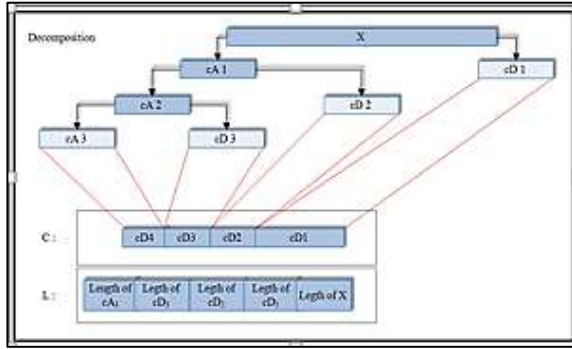 Decomposition
X
cA 1
cD 1
cA 2
cD 2
cA 3
cD 3
C :
cD4
cD3
cD2
cD1
L :
Length of
cA₃
Legth of
cD₃
Legth of
cD₂
Legth of
Legth of X